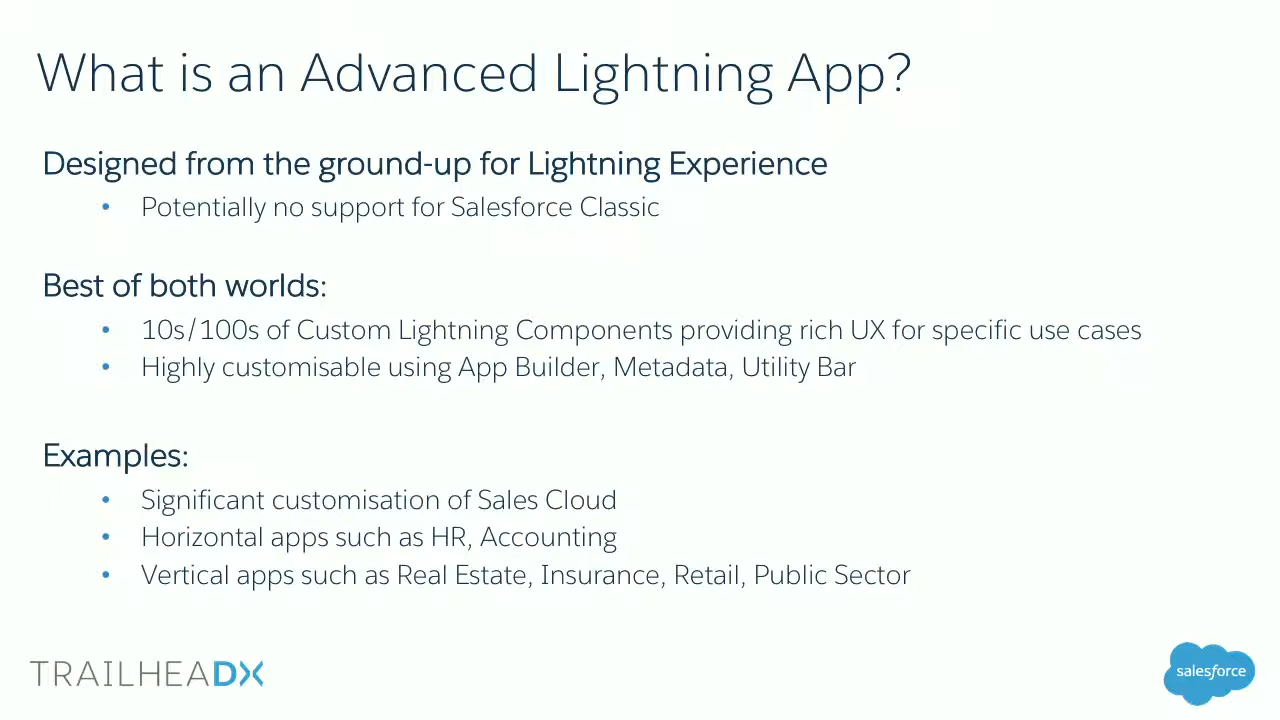 What is an Advanced Lightning App?
Designed from the ground-up for Lightning Experience
• Potentially no support for Salesforce Classic
Best of both worlds:
• 10s/100s of Custom Lightning Components providing rich UX for specific use cases
• Highly customisable using App Builder, Metadata, Utility Bar
Examples:
• Significant customisation of Sales Cloud
• Horizontal apps such as HR, Accounting
• Vertical apps such as Real Estate, Insurance, Retail, Public Sector
TRAILHEADX
salesforce